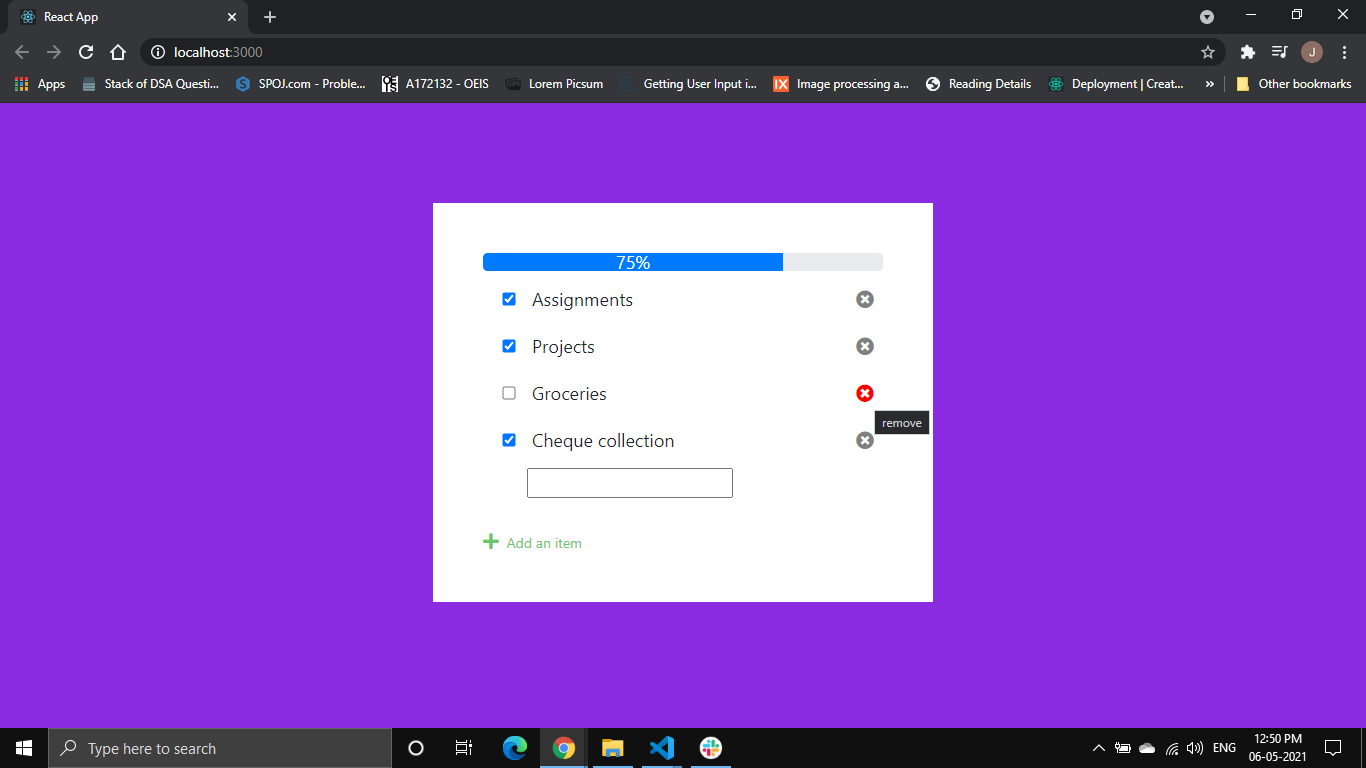 React App
localhost:3000
J
Apps Stack of DSA Questi... SPOJ.com - Proble... A172132 - OEIS Lorem Picsum Getting User Input i... Image processing a... Reading Details Deployment | Creat... » Other bookmarks
75%
Assignments
Projects
Groceries
remove
Cheque collection
Add an item
Type here to search
ENG
12:50 PM
06-05-2021